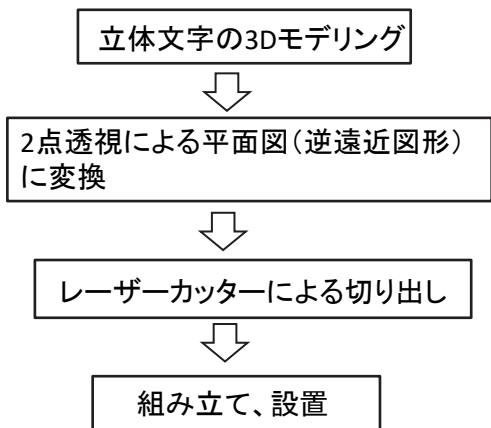 立体文字の3Dモデリング
2点透視による平面図(逆遠近図形)
に変換
レーザーカッターによる切り出し
組み立て、設置